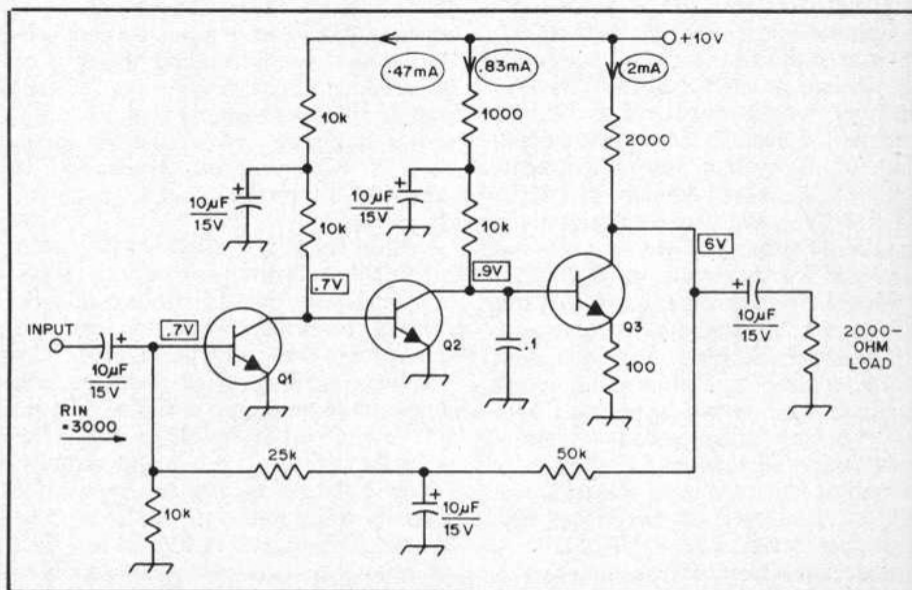 +10V
.47mA
.83mA
2mA
10k
1000
2000
10µF
15V
10µF
15V
10k
10k
.7V
.9V
6V
INPUT
.7V
Q1
Q2
Q3
10µF
15V
.1
100
10µF
15V
2000-
OHM
LOAD
RIN
≈3000
25k
50k
10k
10µF
15V